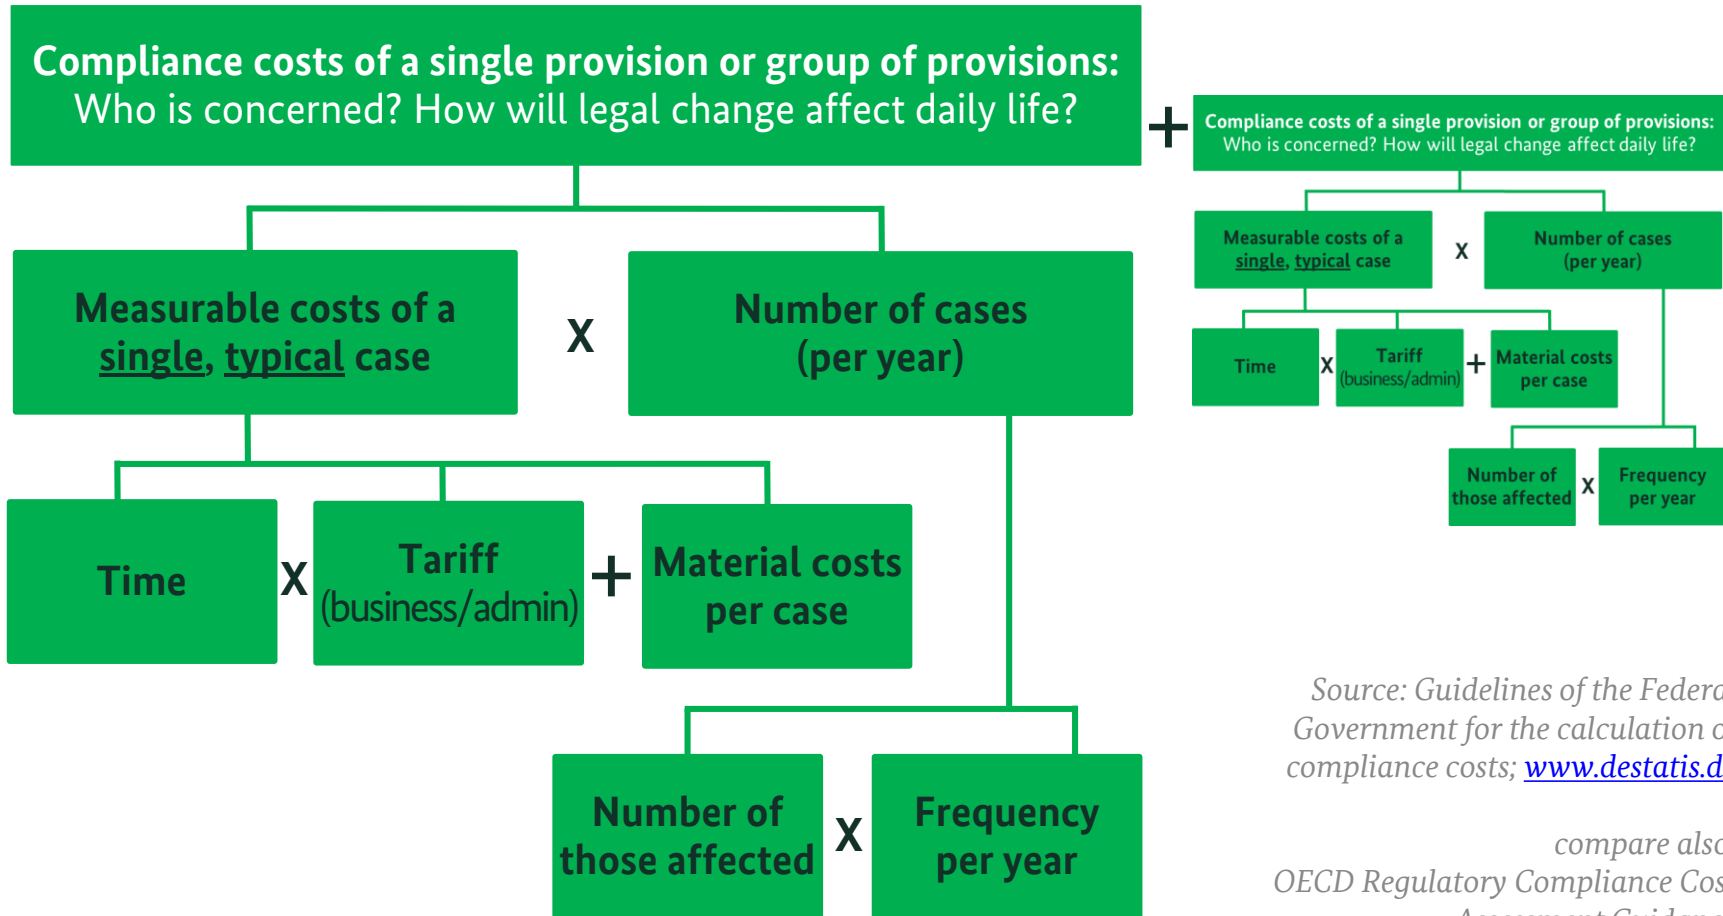 Compliance costs of a single provision or group of provisions:
Who is concerned? How will legal change affect daily life?
+
Compliance costs of a single provision or group of provisions:
Who is concerned? How will legal change affect daily life?
Measurable costs of a
single, typical case
X
Number of cases
(per year)
Time
X
Tariff
(business/admin)
+
Material costs
per case
Number of
those affected
X
Frequency
per year
Measurable costs of a
single, typical case
X
Number of cases
(per year)
Time
X
Tariff
(business/admin)
+
Material costs
per case
Number of
those affected
X
Frequency
per year
Source: Guidelines of the Federa
Government for the calculation o
compliance costs; www.destatis.d
compare also
OECD Regulatory Compliance Cos
Assessment Guidan